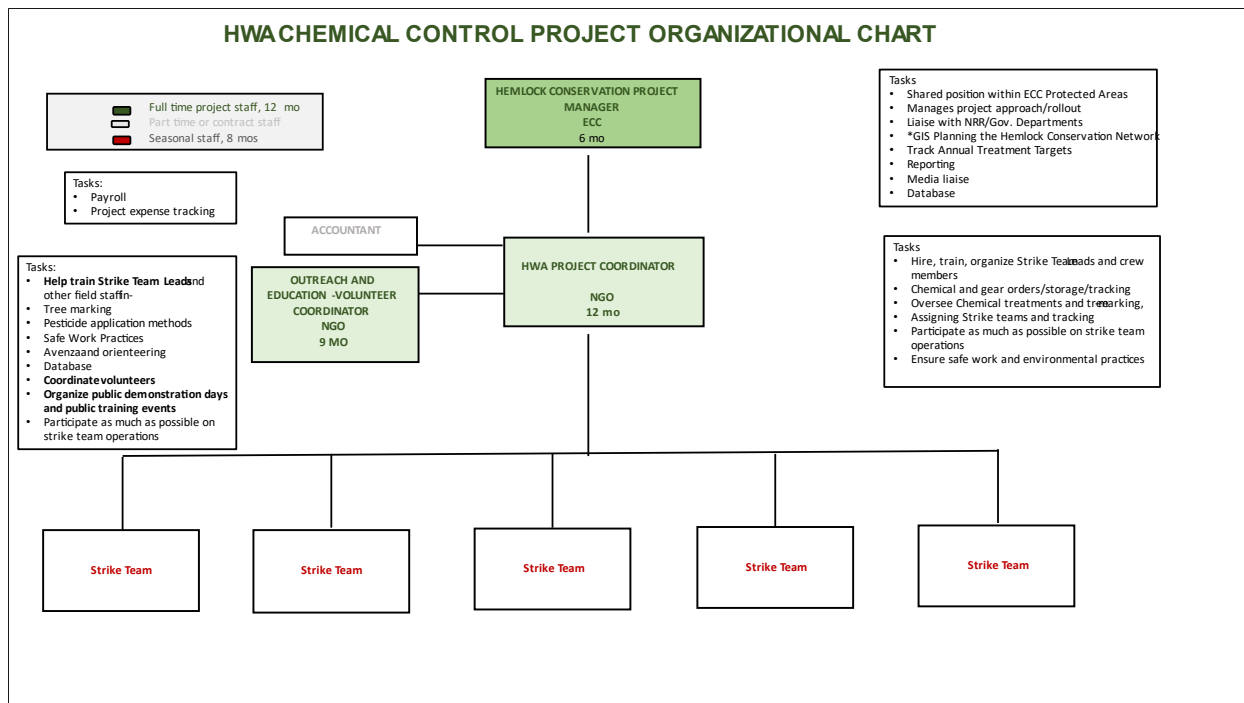 HWA CHEMICAL CONTROL PROJECT ORGANIZATIONAL CHART
Full time project staff, 12 mo
Part time or contract staff
Seasonal staff, 8 mos
HEMLOCK CONSERVATION PROJECT
MANAGER
ECC
6 mo
Tasks
• Shared position within ECC Protected Areas
• Manages project approach/rollout
• Liaise with NRR/Gov. Departments
• *GIS Planning the Hemlock Conservation Network
• Track Annual Treatment Targets
• Reporting
• Media liaise
• Database
Tasks:
• Payroll
• Project expense tracking
ACCOUNTANT
HWA PROJECT COORDINATOR
NGO
12 mo
OUTREACH AND
EDUCATION -VOLUNTEER
COORDINATOR
NGO
9 MO
Tasks
• Hire, train, organize Strike Team Leads and crew
members
• Chemical and gear orders/storage/tracking
• Oversee Chemical treatments and tree marking,
• Assigning Strike teams and tracking
• Participate as much as possible on strike team
operations
• Ensure safe work and environmental practices
Tasks:
• Help train Strike Team Leads and
other field staff in-
• Tree marking
• Pesticide application methods
• Safe Work Practices
• Avenza and orienteering
• Database
• Coordinate volunteers
• Organize public demonstration days
and public training events
• Participate as much as possible on
strike team operations
Strike Team
Strike Team
Strike Team
Strike Team
Strike Team